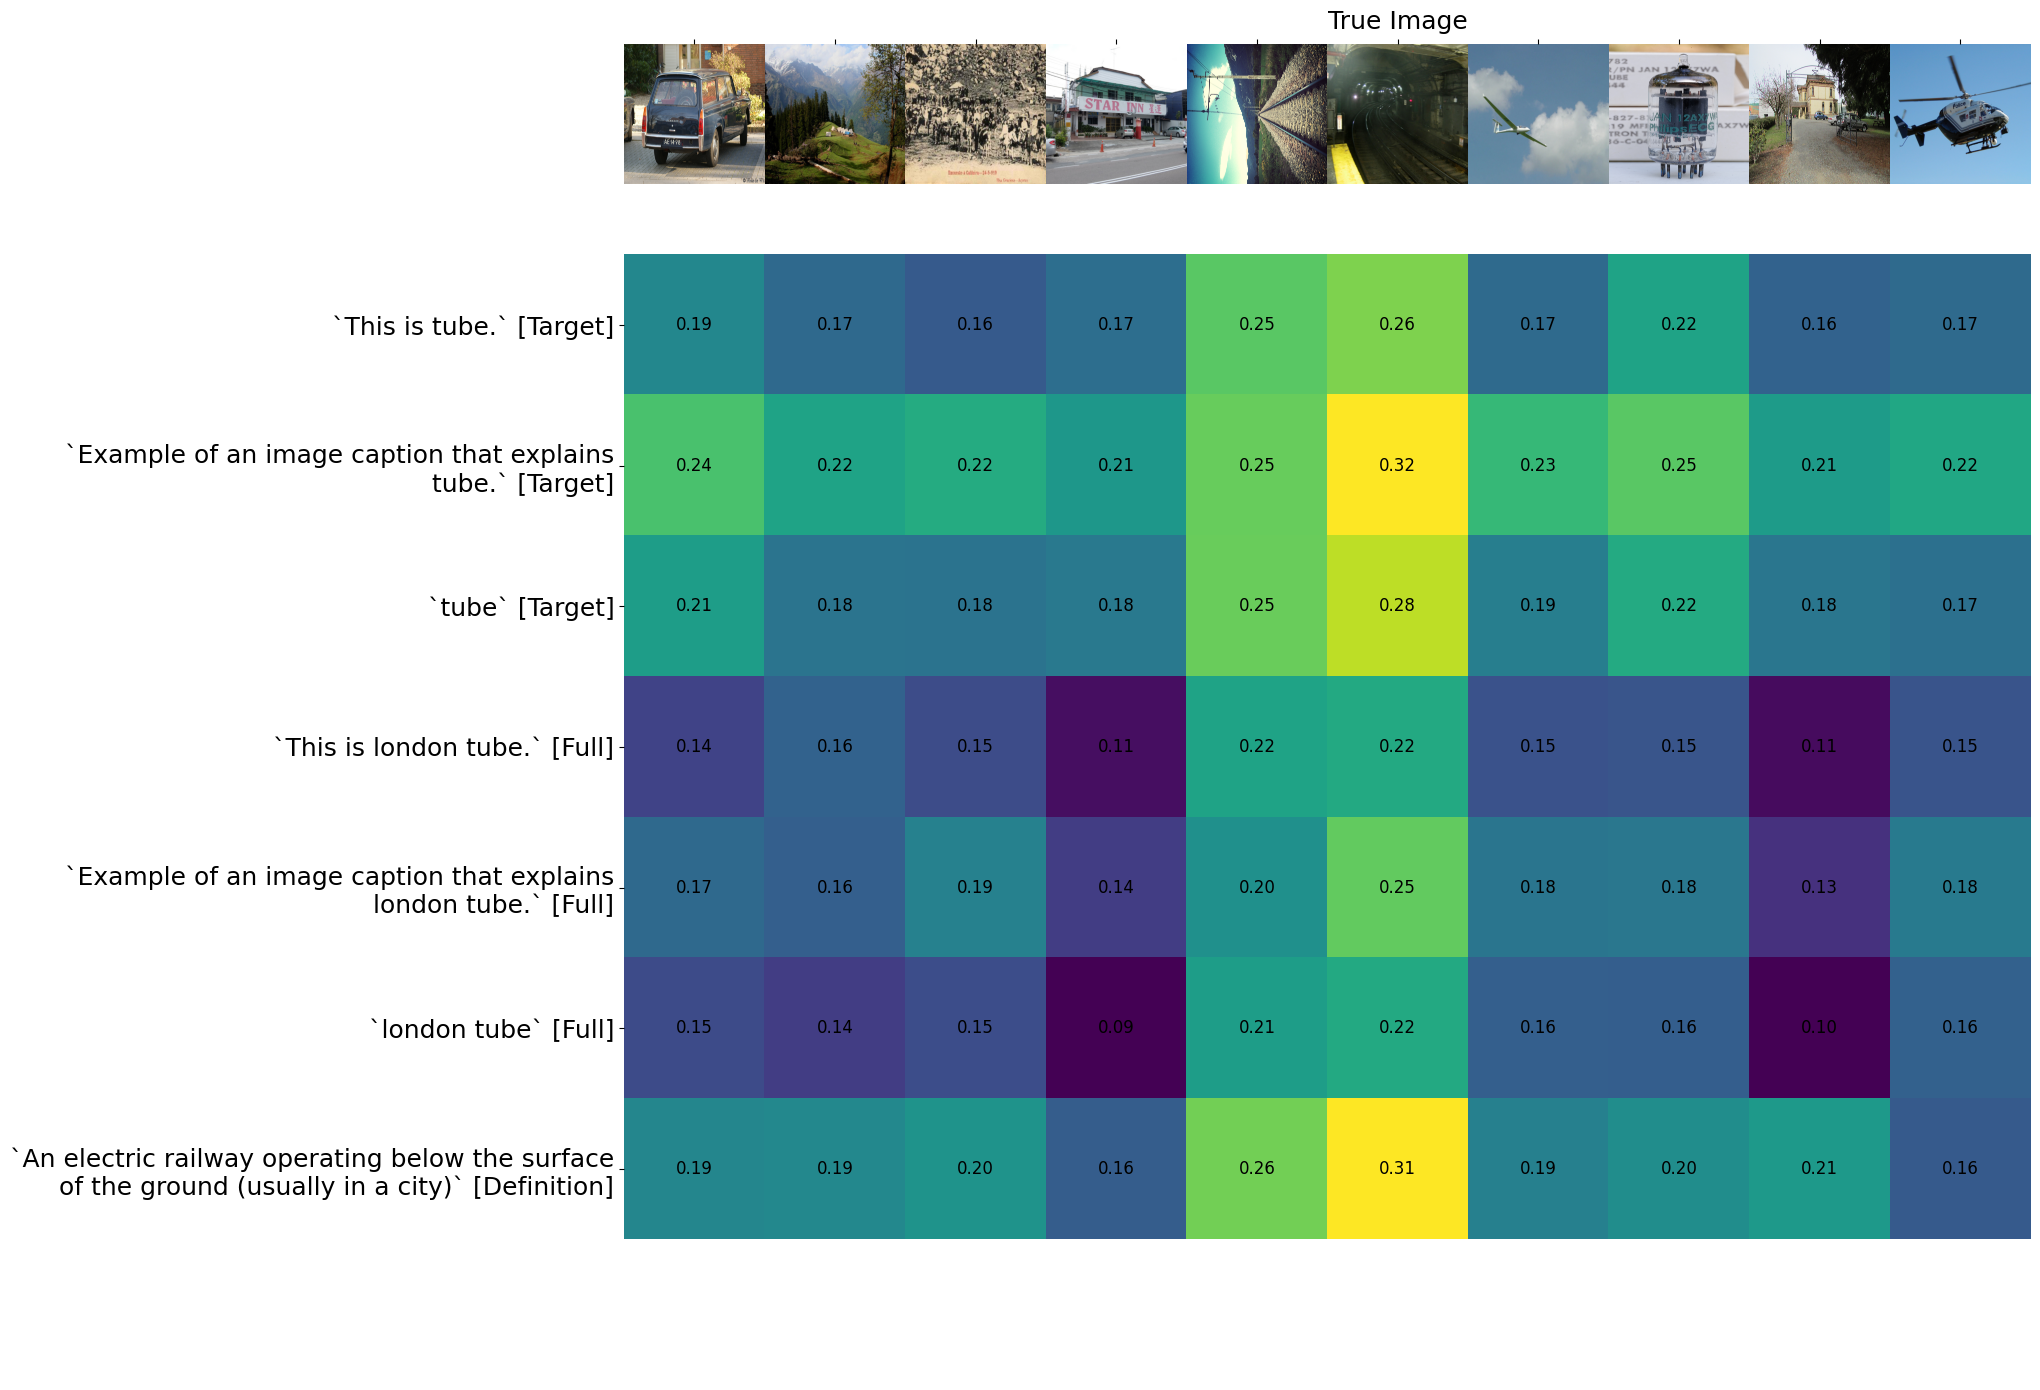 True Image
STAR INN
782
R/PN JAN 12AX7WA
UBE
`This is tube.` [Target]
0.19 0.17 0.16 0.17 0.25 0.26 0.17 0.22 0.16 0.17
`Example of an image caption that explains
tube.` [Target]
0.24 0.22 0.22 0.21 0.25 0.32 0.23 0.25 0.21 0.22
`tube` [Target]
0.21 0.18 0.18 0.18 0.25 0.28 0.19 0.22 0.18 0.17
`This is london tube.` [Full]
0.14 0.16 0.15 0.11 0.22 0.22 0.15 0.15 0.11 0.15
`Example of an image caption that explains
london tube.` [Full]
0.17 0.16 0.19 0.14 0.20 0.25 0.18 0.18 0.13 0.18
`london tube` [Full]
0.15 0.14 0.15 0.09 0.21 0.22 0.16 0.16 0.10 0.16
`An electric railway operating below the surface
of the ground (usually in a city)` [Definition]
0.19 0.19 0.20 0.16 0.26 0.31 0.19 0.20 0.21 0.16